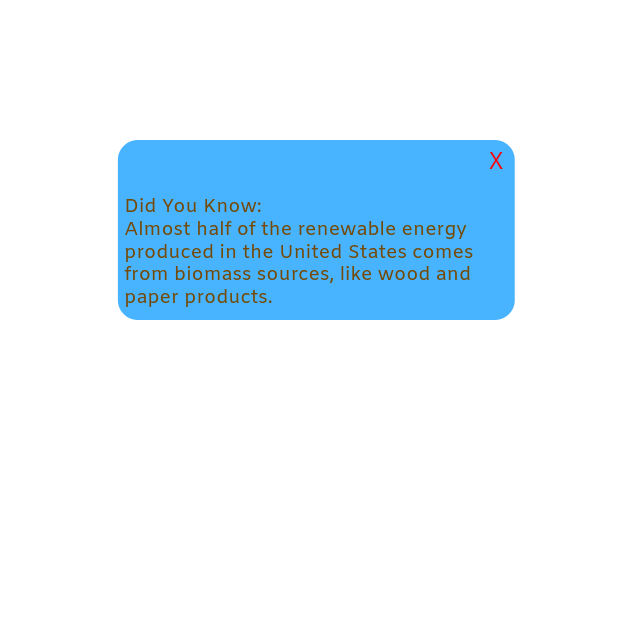 X
Did You Know:
Almost half of the renewable energy
produced in the United States comes
from biomass sources, like wood and
paper products.